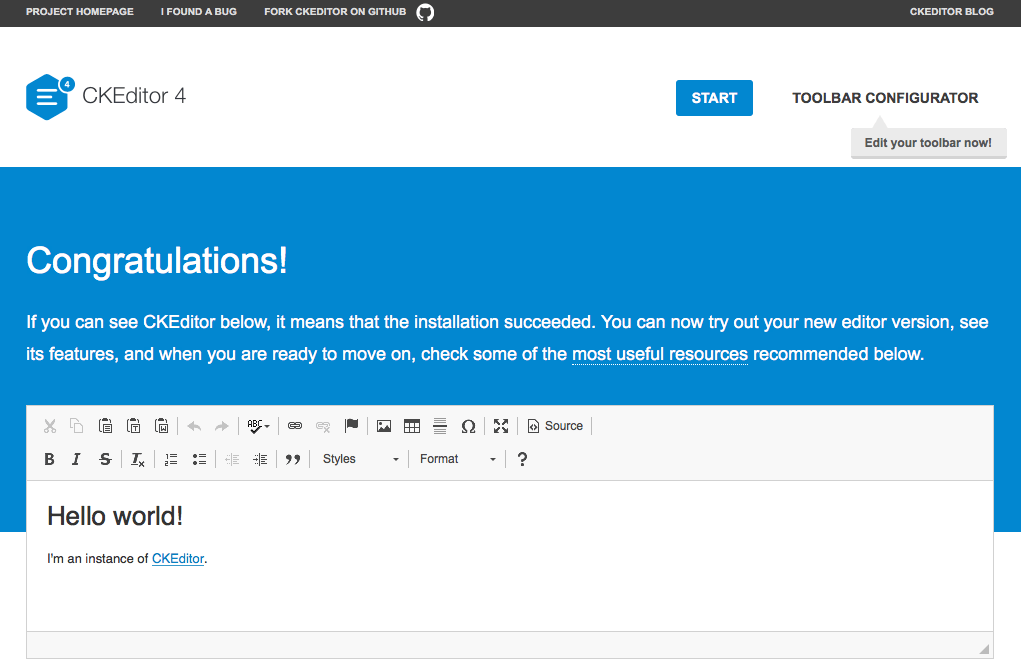 PROJECT HOMEPAGE I FOUND A BUG FORK CKEDITOR ON GITHUB CKEDITOR BLOG
4
CKEditor 4 START TOOLBAR CONFIGURATOR
Edit your toolbar now!
Congratulations!
If you can see CKEditor below, it means that the installation succeeded. You can now try out your new editor version, see
its features, and when you are ready to move on, check some of the most useful resources recommended below.
ABC Ω Source
B I S Tx Styles Format ?
Hello world!
I'm an instance of CKEditor.